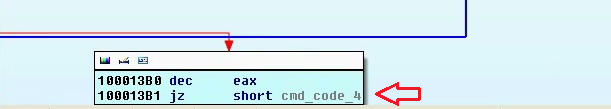 100013B0 dec eax
100013B1 jz short cmd_code_4